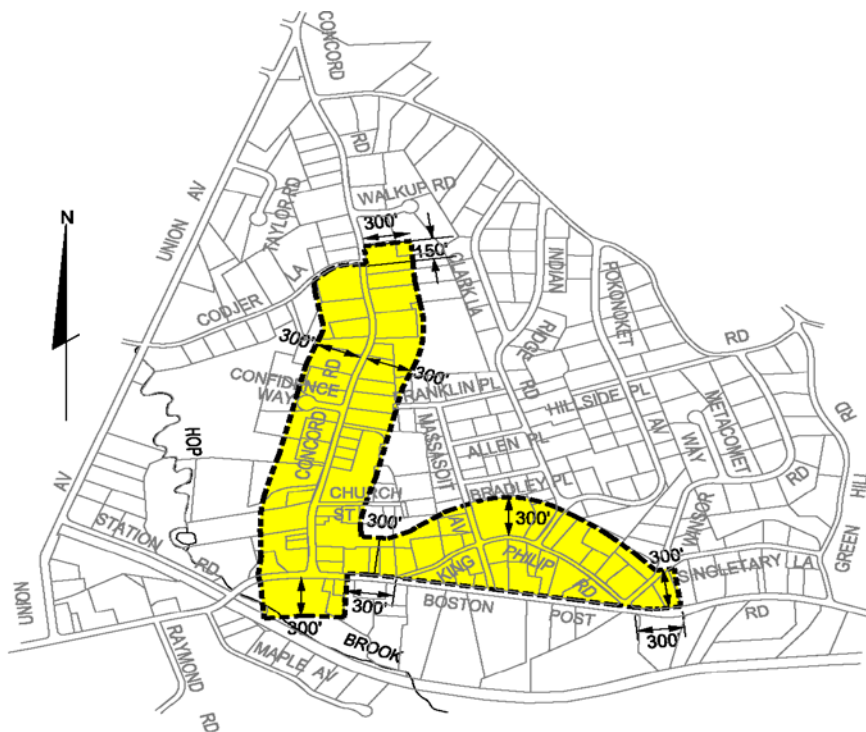 CONCORD
RD
UNION AV
TAYLOR RD
WALKUP RD
N
300'
150'
CODJER LA
CLARK LA
INDIAN
RIDGE
RD
POKONOKET
AV
RD
300'
300'
CONFIDENCE
WAY
RD
CONCORD
FRANKLIN PL
HILLSIDE PL
METACOMET
WAY
MASSASOIT
AV
ALLEN PL
BRADLEY PL
HOP
BROOK
AV
UNION
STATION
RD
CHURCH
ST
300'
300'
RD
GREEN HILL
RD
WANSOR
300'
SINGLETARY LA
KING
PHILIP
RD
300'
300'
BOSTON
POST
RD
300'
MAPLE AV
RAYMOND
RD